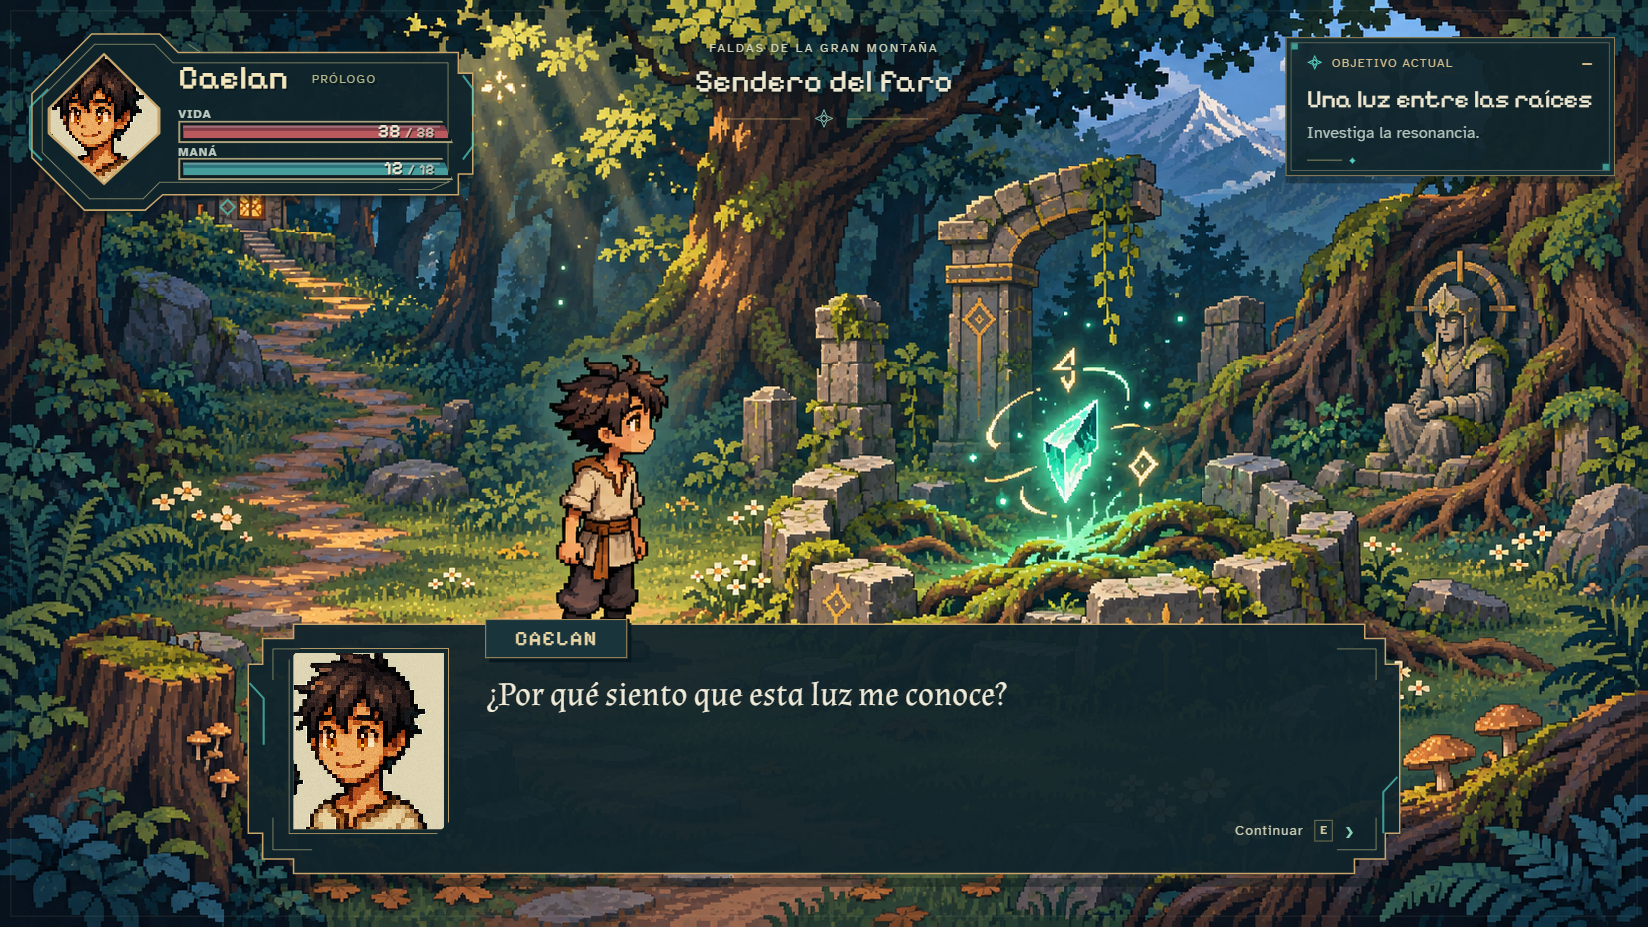 Caelan PRÓLOGO
VIDA
38 / 38
MANÁ
12 / 12
FALDAS DE LA GRAN MONTAÑA
Sendero del Faro
OBJETIVO ACTUAL
Una luz entre las raíces
Investiga la resonancia.
CAELAN
¿Por qué siento que esta luz me conoce?
Continuar E